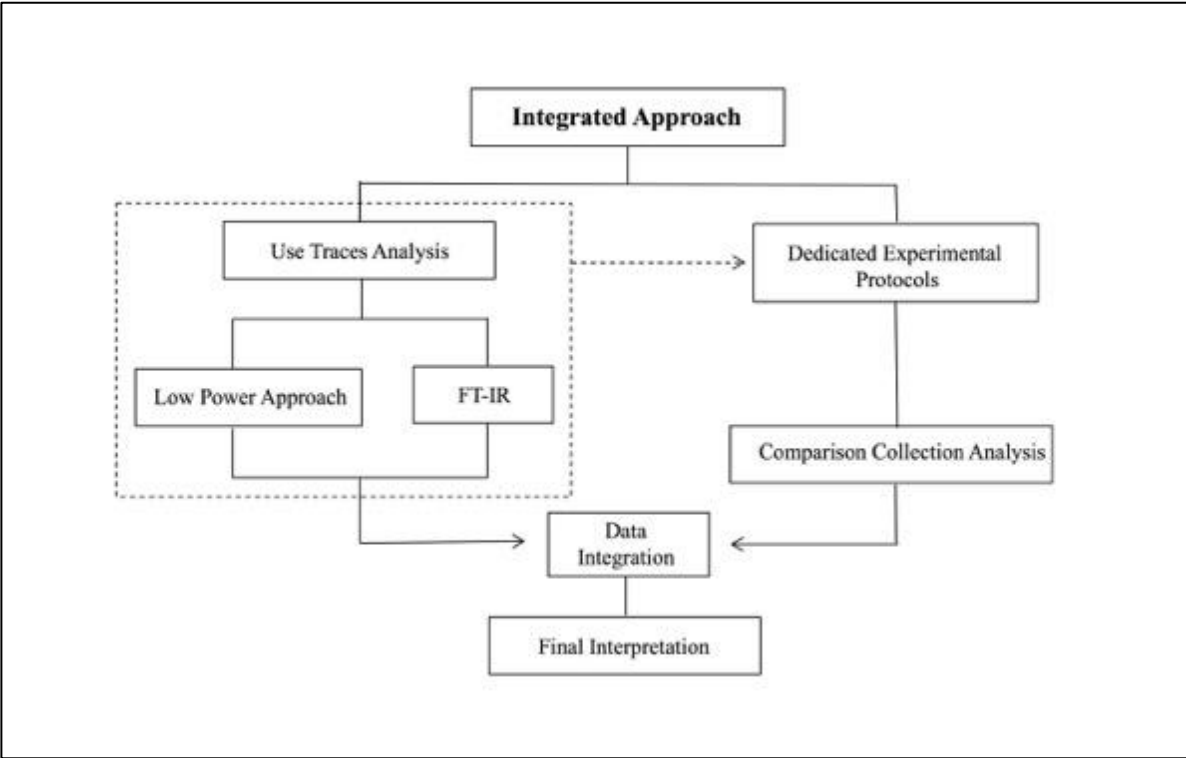 Integrated Approach
Use Traces Analysis
Dedicated Experimental
Protocols
Low Power Approach
FT-IR
Comparison Collection Analysis
Data
Integration
Final Interpretation